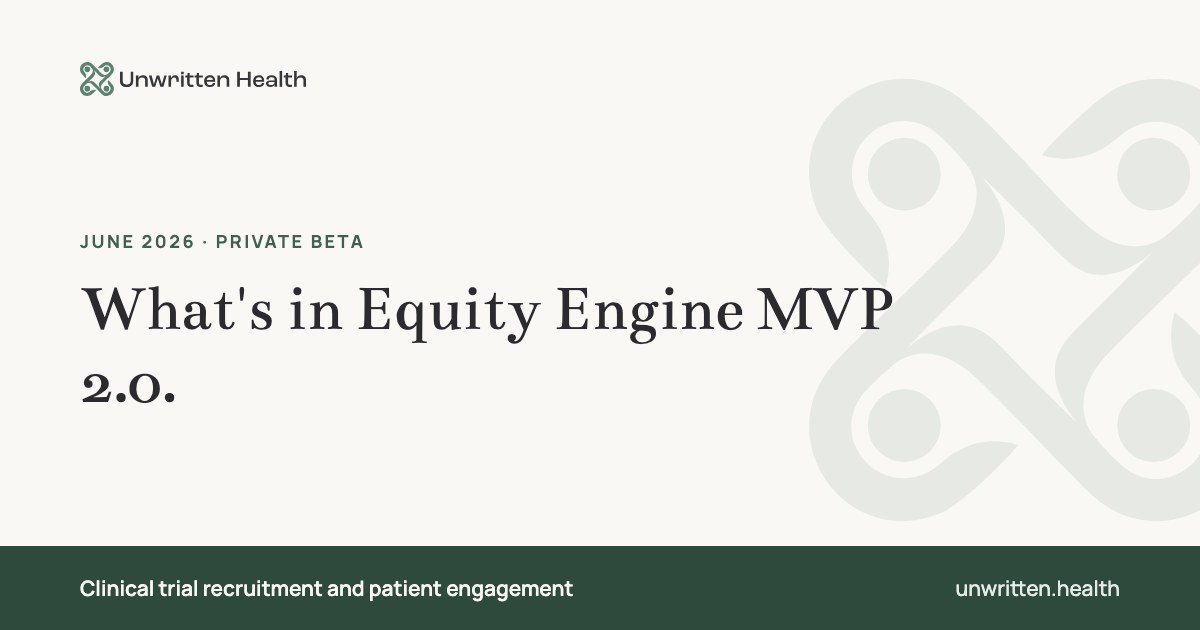 Unwritten Health
JUNE 2026 · PRIVATE BETA
What's in Equity Engine MVP
2.0.
Clinical trial recruitment and patient engagement
unwritten.health